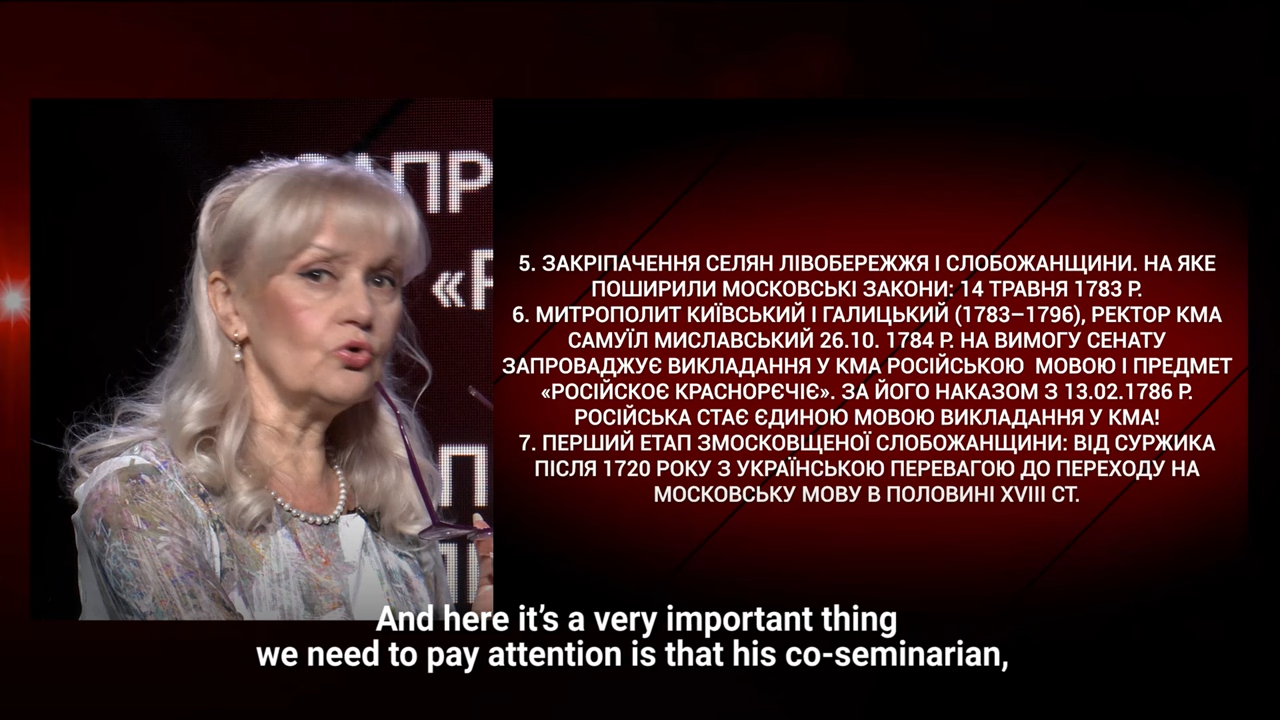 5. ЗАКРІПАЧЕННЯ СЕЛЯН ЛІВОБЕРЕЖЖЯ І СЛОБОЖАНЩИНИ. НА ЯКЕ
ПОШИРИЛИ МОСКОВСЬКІ ЗАКОНИ: 14 ТРАВНЯ 1783 Р.
6. МИТРОПОЛИТ КИЇВСЬКИЙ І ГАЛИЦЬКИЙ (1783–1796), РЕКТОР КМА
САМУЇЛ МИСЛАВСЬКИЙ 26.10. 1784 Р. НА ВИМОГУ СЕНАТУ
ЗАПРОВАДЖУЄ ВИКЛАДАННЯ У КМА РОСІЙСЬКОЮ МОВОЮ І ПРЕДМЕТ
«РОСІЙСКОЄ КРАСНОРЄЧІЄ». ЗА ЙОГО НАКАЗОМ З 13.02.1786 Р.
РОСІЙСЬКА СТАЄ ЄДИНОЮ МОВОЮ ВИКЛАДАННЯ У КМА!
7. ПЕРШИЙ ЕТАП ЗМОСКОВЩЕНОЇ СЛОБОЖАНЩИНИ: ВІД СУРЖИКА
ПІСЛЯ 1720 РОКУ З УКРАЇНСЬКОЮ ПЕРЕВАГОЮ ДО ПЕРЕХОДУ НА
МОСКОВСЬКУ МОВУ В ПОЛОВИНІ XVIII СТ.
And here it's a very important thing
we need to pay attention is that his co-seminarian,